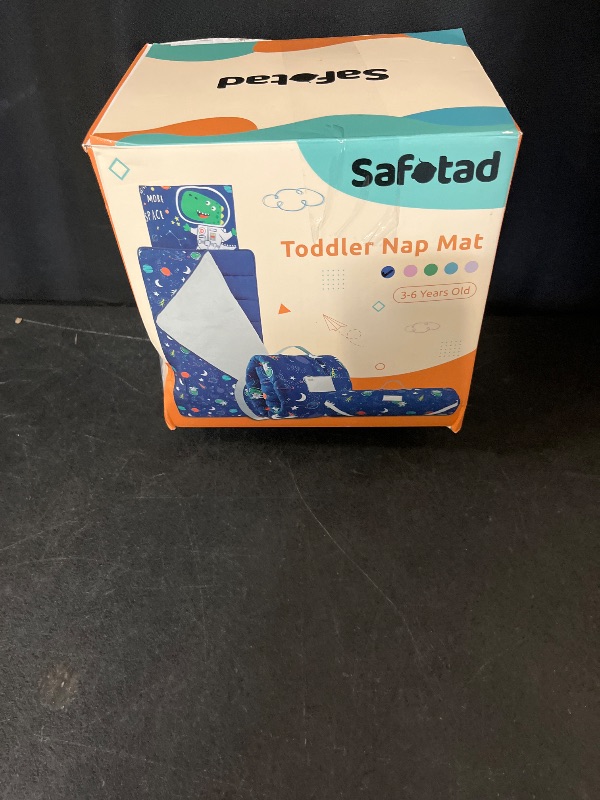 Safotad
Safotad
Toddler Nap Mat
3-6 Years Old
MORE
SPACE